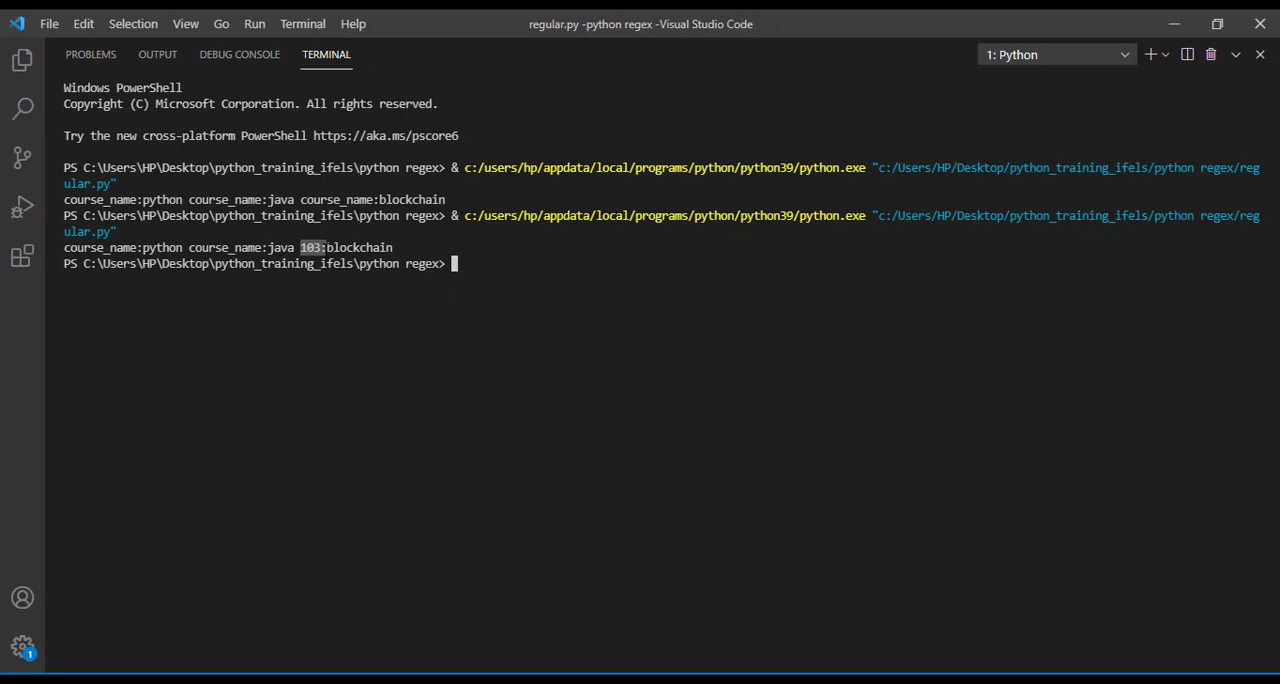 File Edit Selection View Go Run Terminal Help regular.py -python regex -Visual Studio Code
PROBLEMS OUTPUT DEBUG CONSOLE TERMINAL 1: Python
Windows PowerShell
Copyright (C) Microsoft Corporation. All rights reserved.
Try the new cross-platform PowerShell https://aka.ms/pscore6
PS C:\Users\HP\Desktop\python_training_ifels\python regex> & c:/users/hp/appdata/local/programs/python/python39/python.exe "c:/Users/HP/Desktop/python_training_ifels/python regex/reg
ular.py"
course_name:python course_name:java course_name:blockchain
PS C:\Users\HP\Desktop\python_training_ifels\python regex> & c:/users/hp/appdata/local/programs/python/python39/python.exe "c:/Users/HP/Desktop/python_training_ifels/python regex/reg
ular.py"
course_name:python course_name:java 103:blockchain
PS C:\Users\HP\Desktop\python_training_ifels\python regex>
1